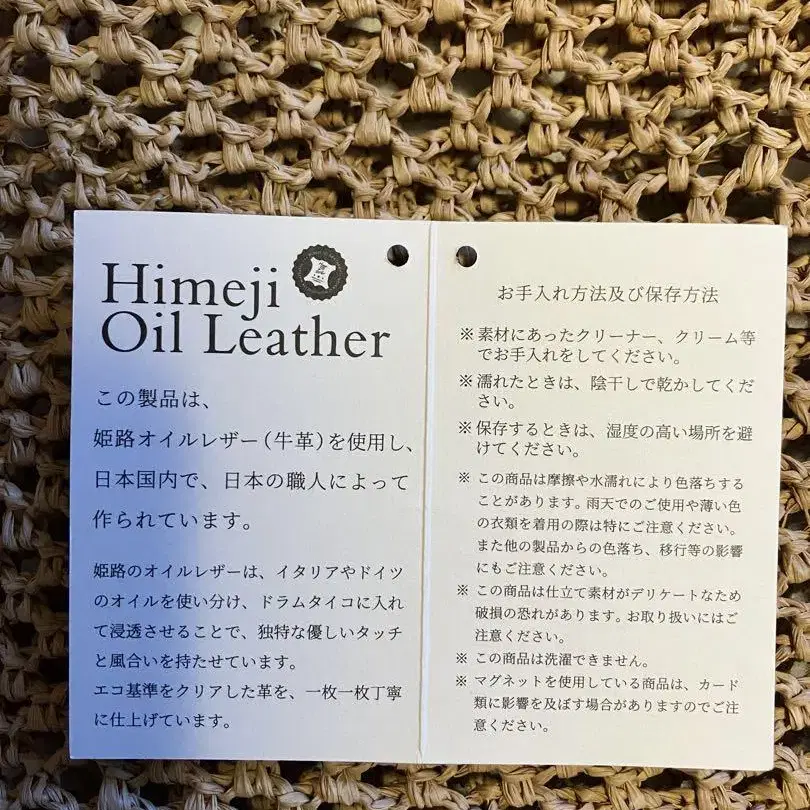 Himeji
Oil Leather
この製品は、
姫路オイルレザー（牛革）を使用し、
日本国内で、日本の職人によって
作られています。
姫路のオイルレザーは、イタリアやドイツ
のオイルを使い分け、ドラムタイコに入れ
て浸透させることで、独特な優しいタッチ
と風合いを持たせています。
エコ基準をクリアした革を、一枚一枚丁寧
に仕上げています。
お手入れ方法及び保存方法
※素材にあったクリーナー、クリーム等
でお手入れをしてください。
※濡れたときは、陰干しで乾かしてくだ
さい。
※保存するときは、湿度の高い場所を避
けてください。
※ この商品は摩擦や水濡れにより色落ちする
ことがあります。雨天でのご使用や薄い色
の衣類を着用の際は特にご注意ください。
また他の製品からの色落ち、移行等の影響
にもご注意ください。
※ この商品は仕立て素材がデリケートなため
破損の恐れがあります。お取り扱いにはご
注意ください。
※ この商品は洗濯できません。
※ マグネットを使用している商品は、カード
類に影響を及ぼす場合がありますのでご注
意ください。